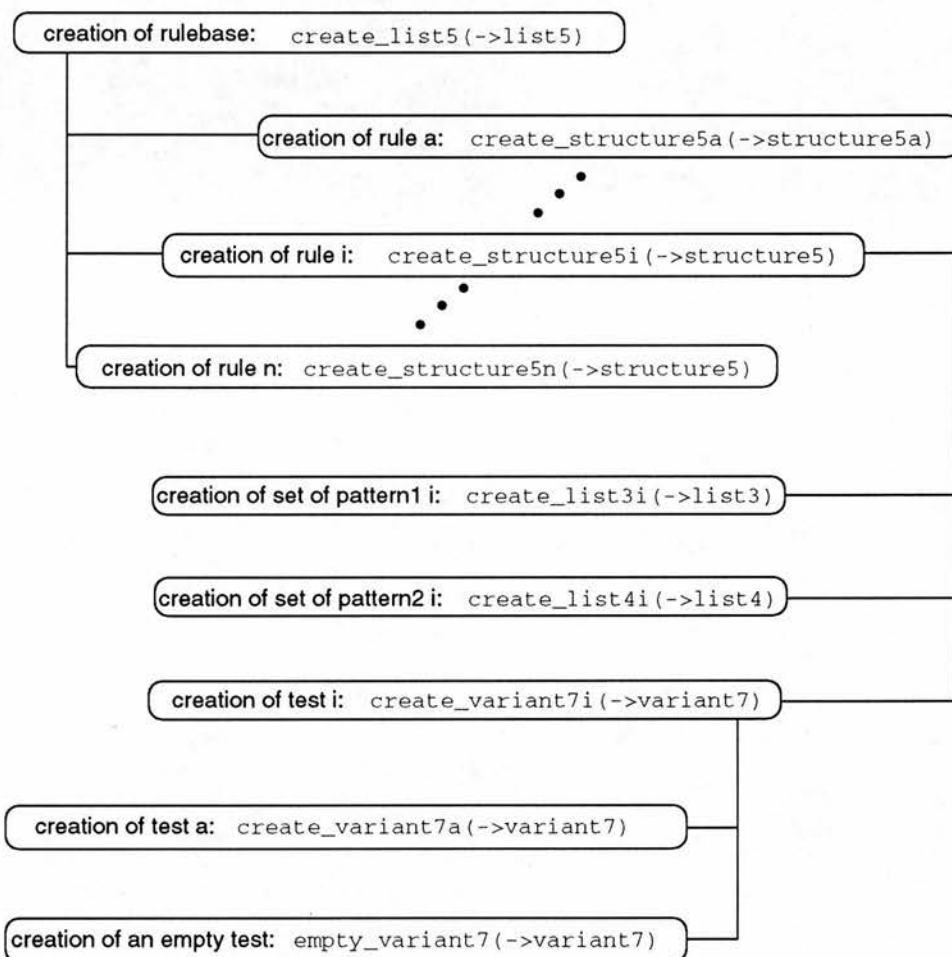 creation of rulebase: create_list5(->list5)
creation of rule a: create_structure5a(->structure5a)
creation of rule i: create_structure5i(->structure5)
creation of rule n: create_structure5n(->structure5)
creation of set of pattern1 i: create_list3i(->list3)
creation of set of pattern2 i: create_list4i(->list4)
creation of test i: create_variant7i(->variant7)
creation of test a: create_variant7a(->variant7)
creation of an empty test: empty_variant7(->variant7)